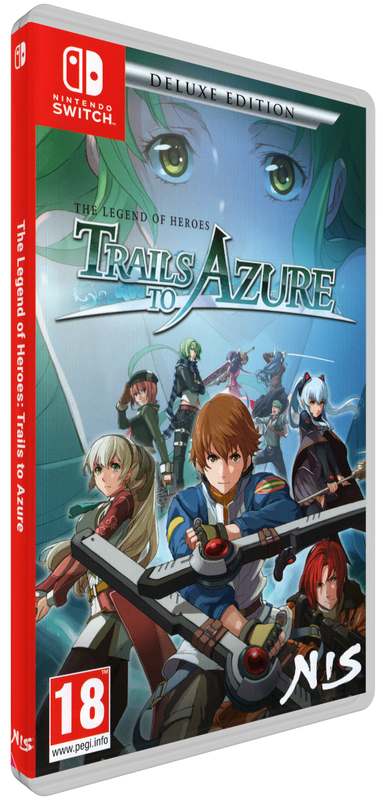 NINTENDO
SWITCH™
DELUXE EDITION
THE LEGEND OF HEROES
TRAILS
TO AZURE
NIS
18
www.pegi.info
The Legend of Heroes: Trails to Azure
NIS